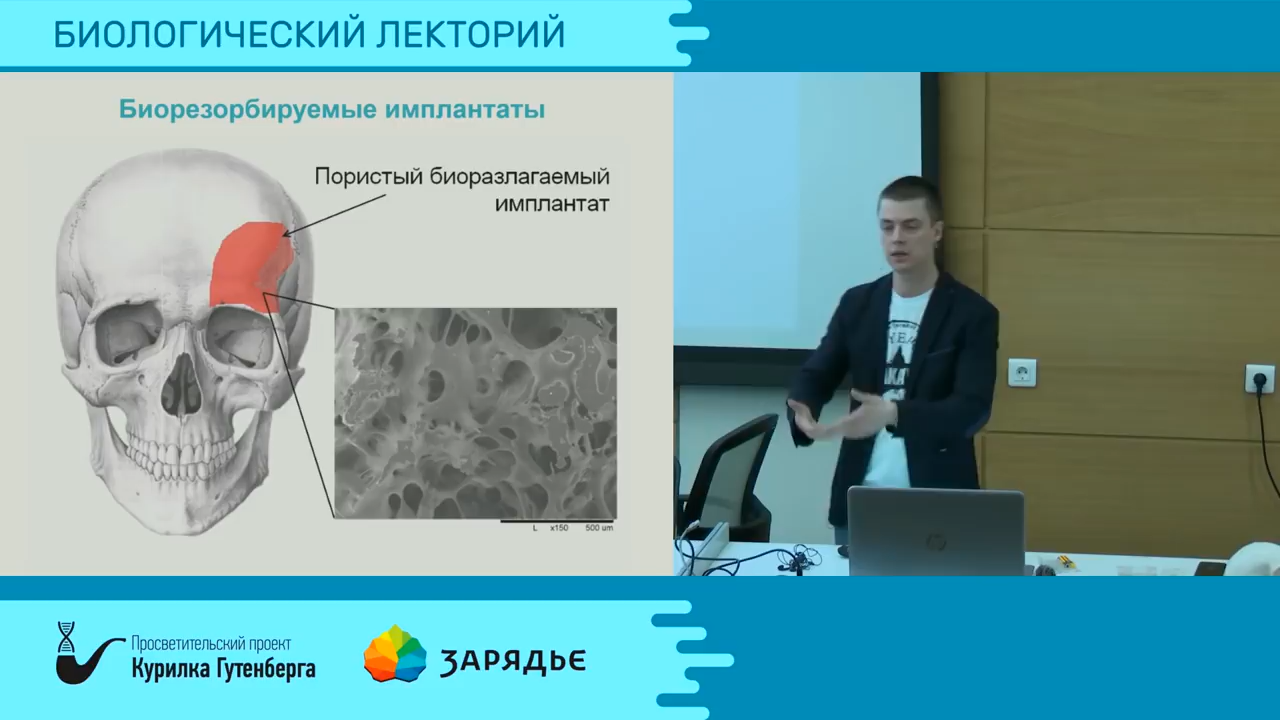 БИОЛОГИЧЕСКИЙ ЛЕКТОРИЙ
Биорезорбируемые имплантаты
Пористый биоразлагаемый
имплантат
L x150 500 um
Просветительский проект
Курилка Гутенберга
ЗАРЯДЬЕ